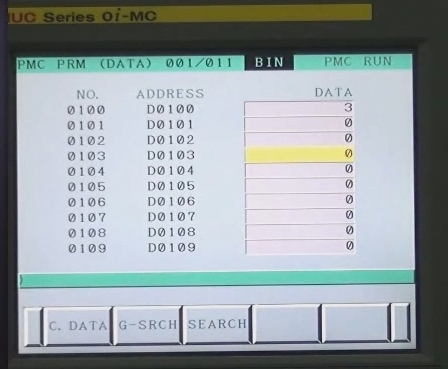 UC Series 0i-MC
PMC PRM (DATA) 001/011 BIN PMC RUN
NO. ADDRESS DATA
0100 D0100 3
0101 D0101 0
0102 D0102 0
0103 D0103 0
0104 D0104 0
0105 D0105 0
0106 D0106 0
0107 D0107 0
0108 D0108 0
0109 D0109 0
)
C. DATA G-SRCH SEARCH